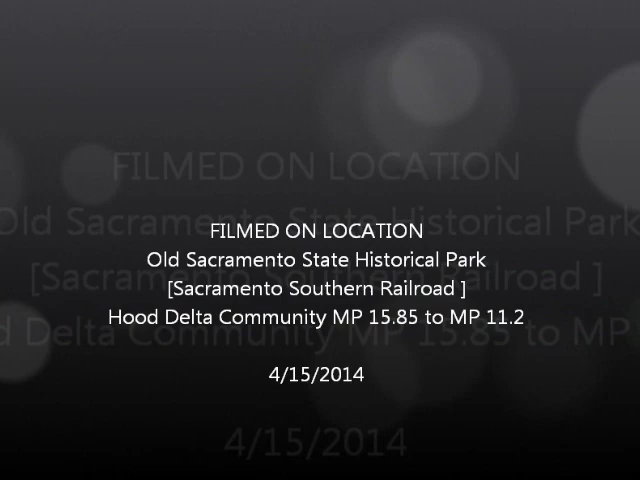 FILMED ON LOCATION
Old Sacramento State Historical Park
[Sacramento Southern Railroad ]
Hood Delta Community MP 15.85 to MP 11.2
4/15/2014